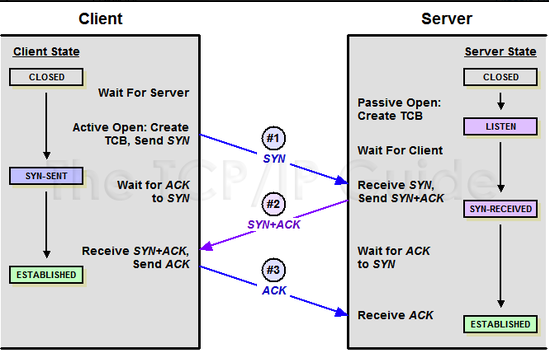 Client
Server
Client State
CLOSED
Wait For Server
Active Open: Create
TCB, Send SYN
SYN-SENT
Wait for ACK
to SYN
Receive SYN+ACK,
Send ACK
ESTABLISHED
#1
SYN
#2
SYN+ACK
#3
ACK
Server State
CLOSED
Passive Open:
Create TCB
LISTEN
Wait For Client
Receive SYN,
Send SYN+ACK
SYN-RECEIVED
Wait for ACK
to SYN
Receive ACK
ESTABLISHED
The TCP/IP Guide